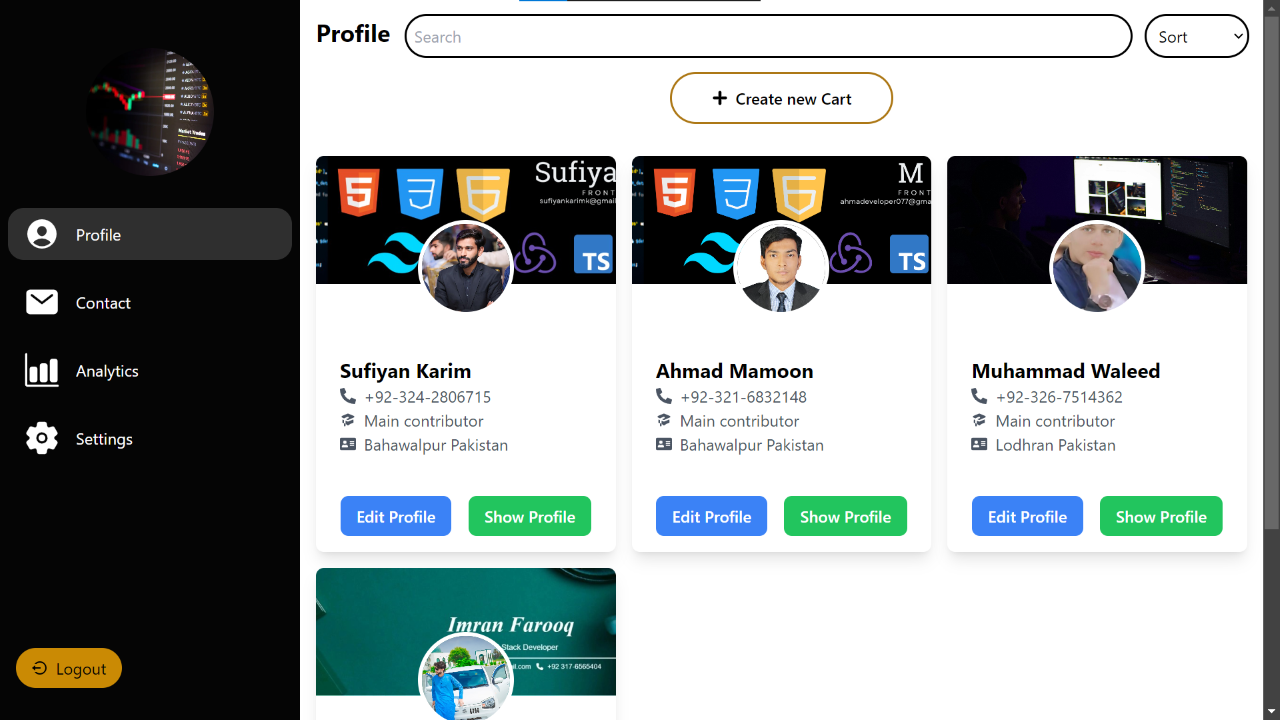 Profile
Search
Sort
Create new Cart
Market Trades
Profile
Contact
Analytics
Settings
Logout
Sufiya
FRONT
sufiyankarimk@gmail
TS
Sufiyan Karim
+92-324-2806715
Main contributor
Bahawalpur Pakistan
Edit Profile
Show Profile
M
FRONT
ahmadeveloper077@gma
TS
Ahmad Mamoon
+92-321-6832148
Main contributor
Bahawalpur Pakistan
Edit Profile
Show Profile
Muhammad Waleed
+92-326-7514362
Main contributor
Lodhran Pakistan
Edit Profile
Show Profile
Imran Farooq
Stack Developer
.com +92 317-6565404